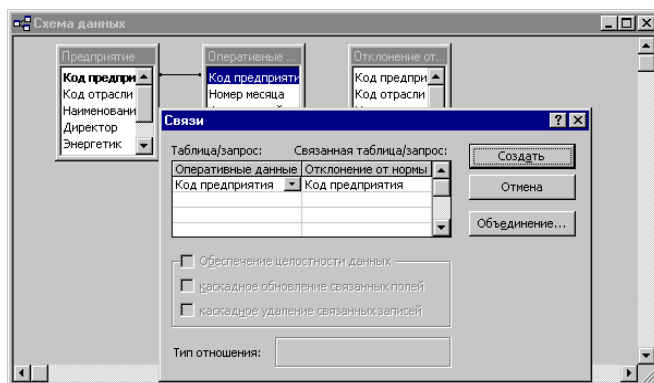 Схема данных
Предприятие
Оперативные ...
Отклонение от...
Код предпри
Код отрасли
Наименовани
Директор
Энергетик
Код предприяти
Номер месяца
Код предпри
Код отрасли
Связи
Таблица/запрос:
Связанная таблица/запрос:
Оперативные данные
Отклонение от нормы
Код предприятия
Код предприятия
Создать
Отмена
Объединение...
Обеспечение целостности данных
каскадное обновление связанных полей
каскадное удаление связанных записей
Тип отношения: